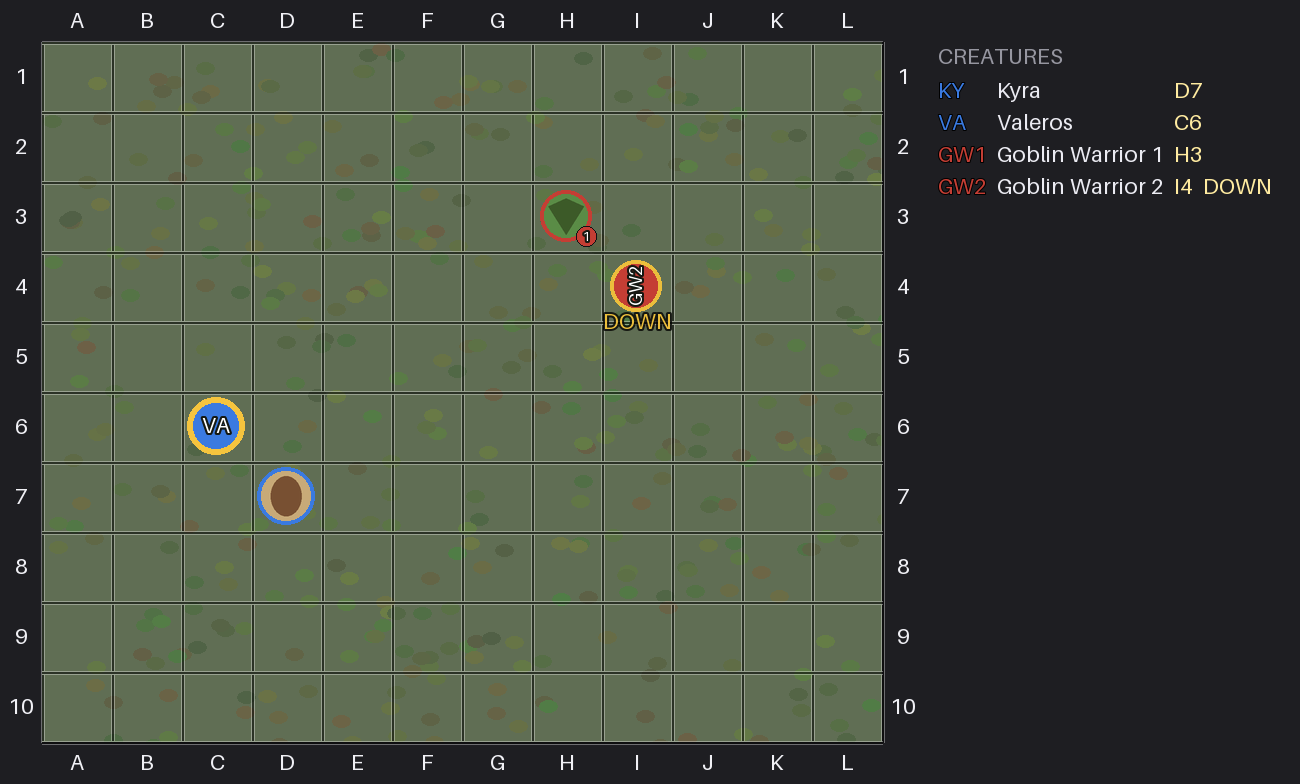 A B C D E F G H I J K L
CREATURES
1 1
KY Kyra D7
VA Valeros C6
2 2
GW1 Goblin Warrior 1 H3
GW2 Goblin Warrior 2 I4 DOWN
3 3
1
4 GW2 4
DOWN
5 5
6 VA 6
7 7
8 8
9 9
10 10
A B C D E F G H I J K L